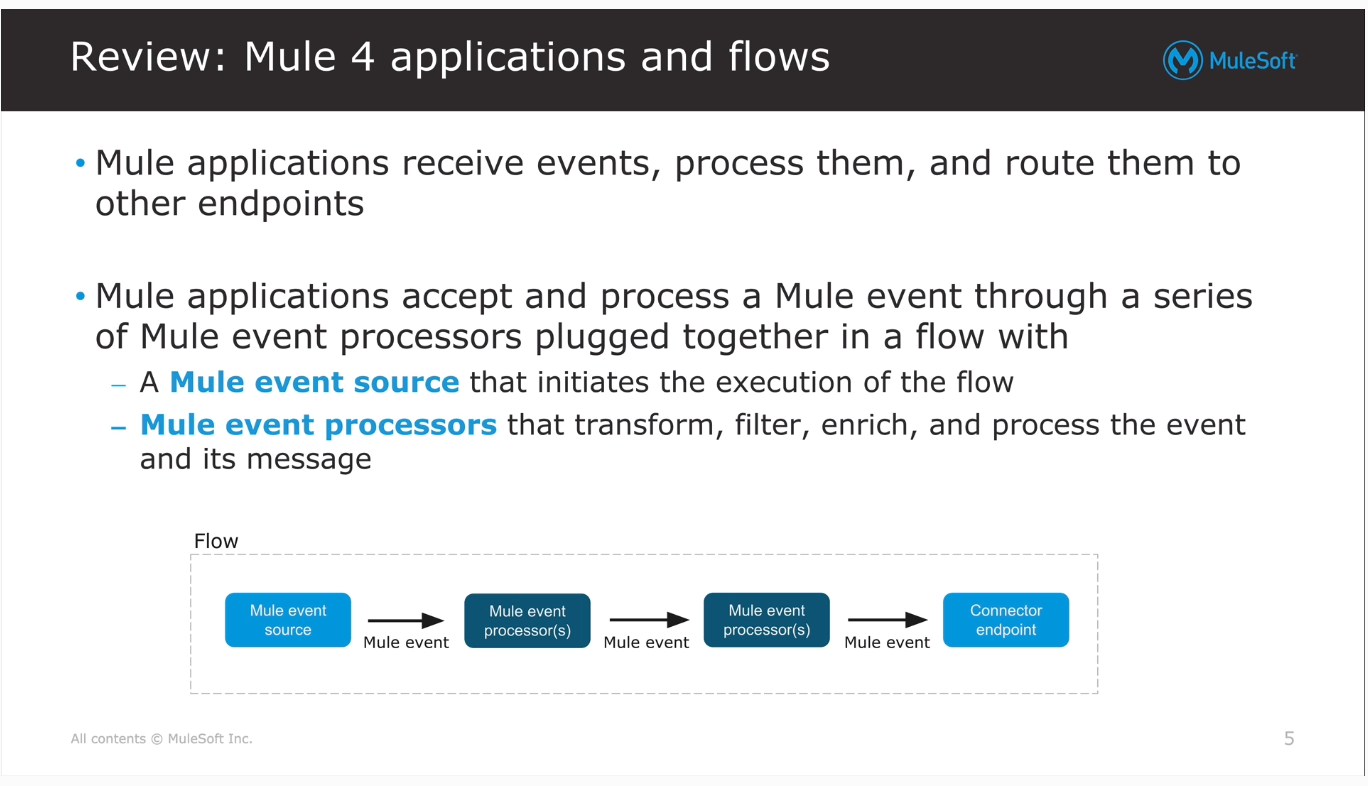 Review: Mule 4 applications and flows
MuleSoft
• Mule applications receive events, process them, and route them to
other endpoints
• Mule applications accept and process a Mule event through a series
of Mule event processors plugged together in a flow with
– A Mule event source that initiates the execution of the flow
– Mule event processors that transform, filter, enrich, and process the event
and its message
Flow
Mule event
source
Mule event
Mule event
processor(s)
Mule event
Mule event
processor(s)
Mule event
Connector
endpoint
All contents © MuleSoft Inc.
5